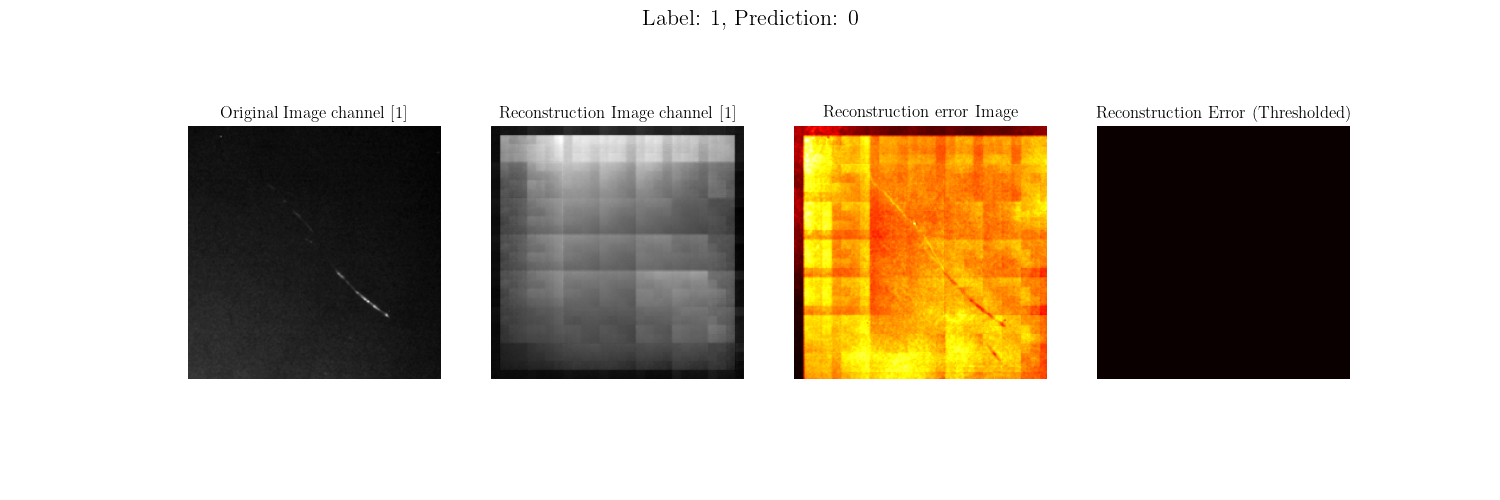 Label: 1, Prediction: 0
Original Image channel [1]
Reconstruction Image channel [1]
Reconstruction error Image
Reconstruction Error (Thresholded)